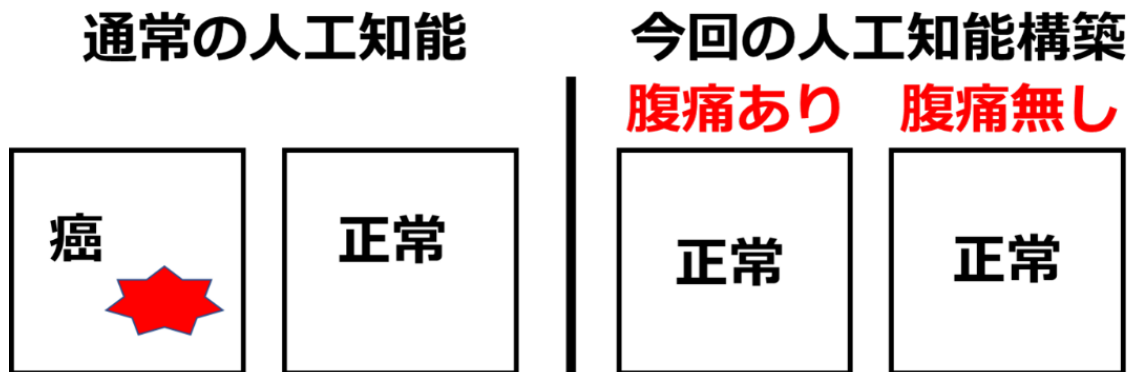 通常の人工知能
今回の人工知能構築
腹痛あり
腹痛無し
癌
正常
正常
正常